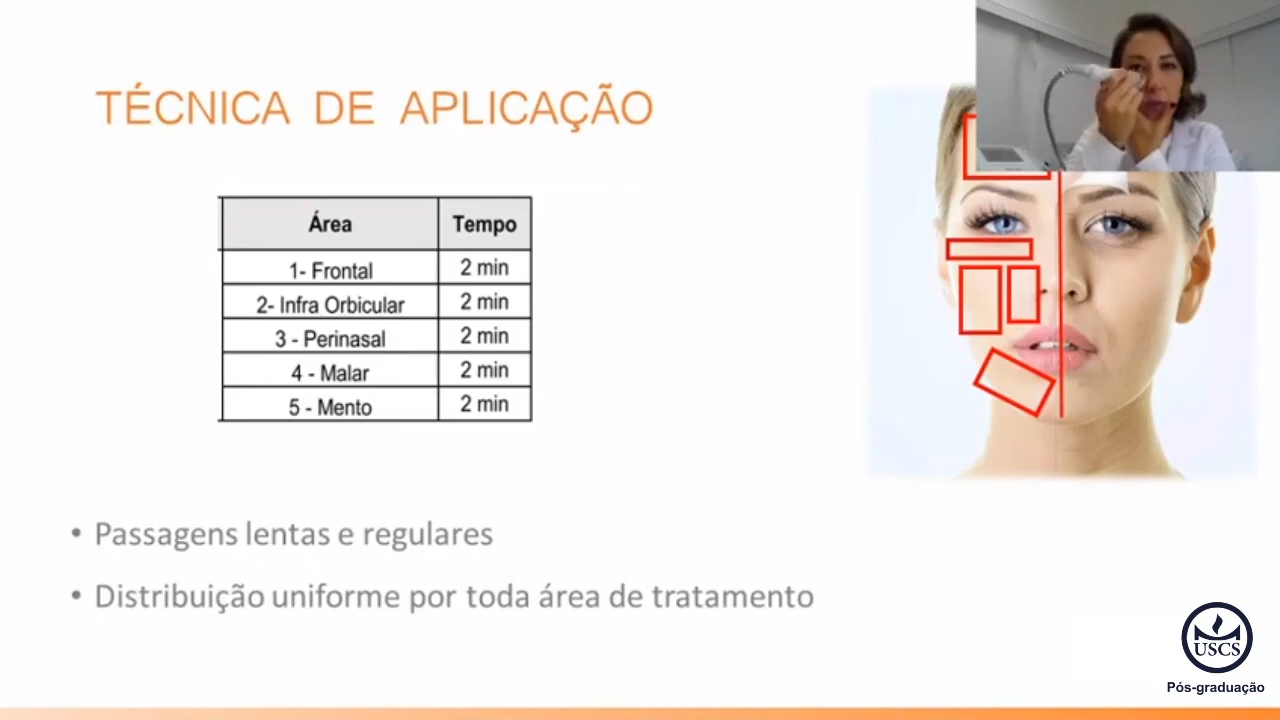 TÉCNICA DE APLICAÇÃO
Área Tempo
1- Frontal 2 min
2- Infra Orbicular 2 min
3 - Perinasal 2 min
4 - Malar 2 min
5 - Mento 2 min
• Passagens lentas e regulares
• Distribuição uniforme por toda área de tratamento
USCS
Pós-graduação